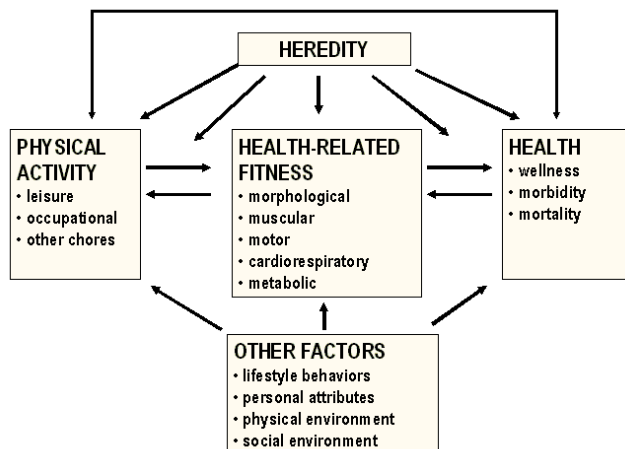 HEREDITY
PHYSICAL
ACTIVITY
• leisure
• occupational
• other chores
HEALTH-RELATED
FITNESS
• morphological
• muscular
• motor
• cardiorespiratory
• metabolic
HEALTH
• wellness
• morbidity
• mortality
OTHER FACTORS
• lifestyle behaviors
• personal attributes
• physical environment
• social environment